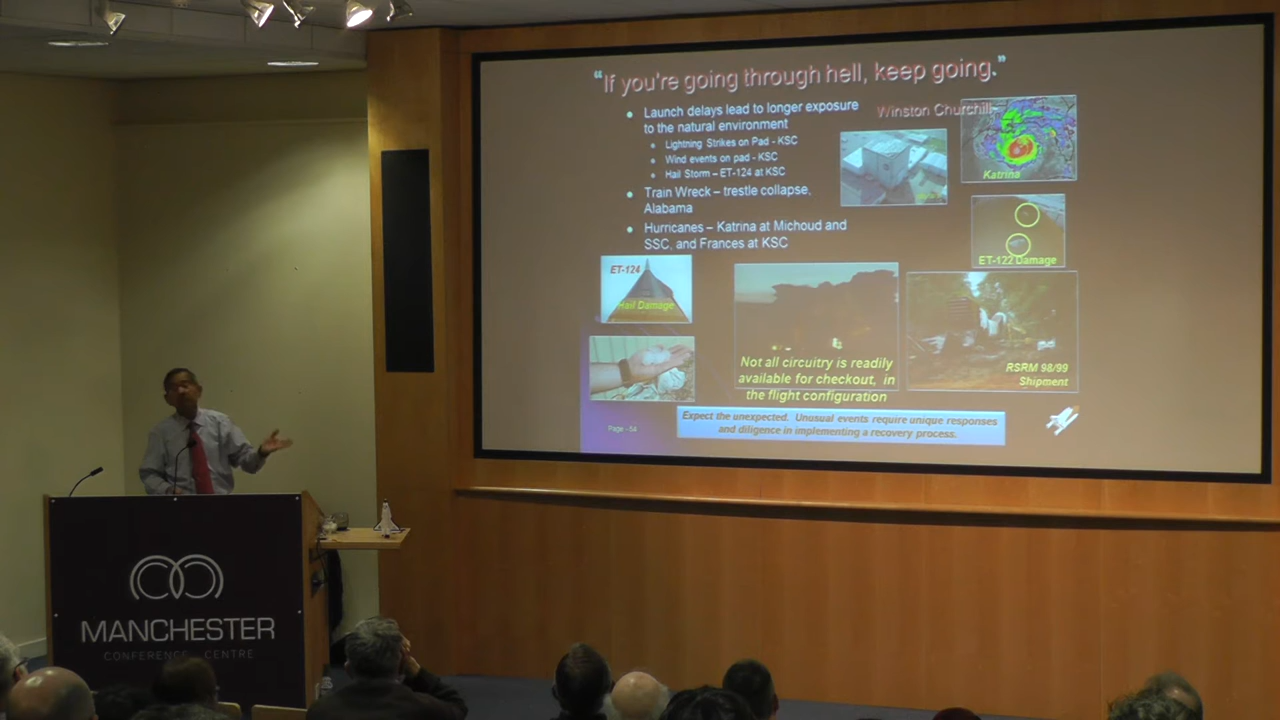 “If you're going through hell, keep going.”
Winston Churchill
Launch delays lead to longer exposure
to the natural environment
Lightning Strikes on Pad - KSC
Wind events on pad - KSC
Hail Storm – ET-124 at KSC
Train Wreck – trestle collapse,
Alabama
Hurricanes – Katrina at Michoud and
SSC, and Frances at KSC
Katrina
ET-122 Damage
ET-124
Hail Damage
Not all circuitry is readily
available for checkout, in
the flight configuration
RSRM 98/99
Shipment
Expect the unexpected. Unusual events require unique responses
and diligence in implementing a recovery process.
Page - 54
MANCHESTER
CONFERENCE CENTRE